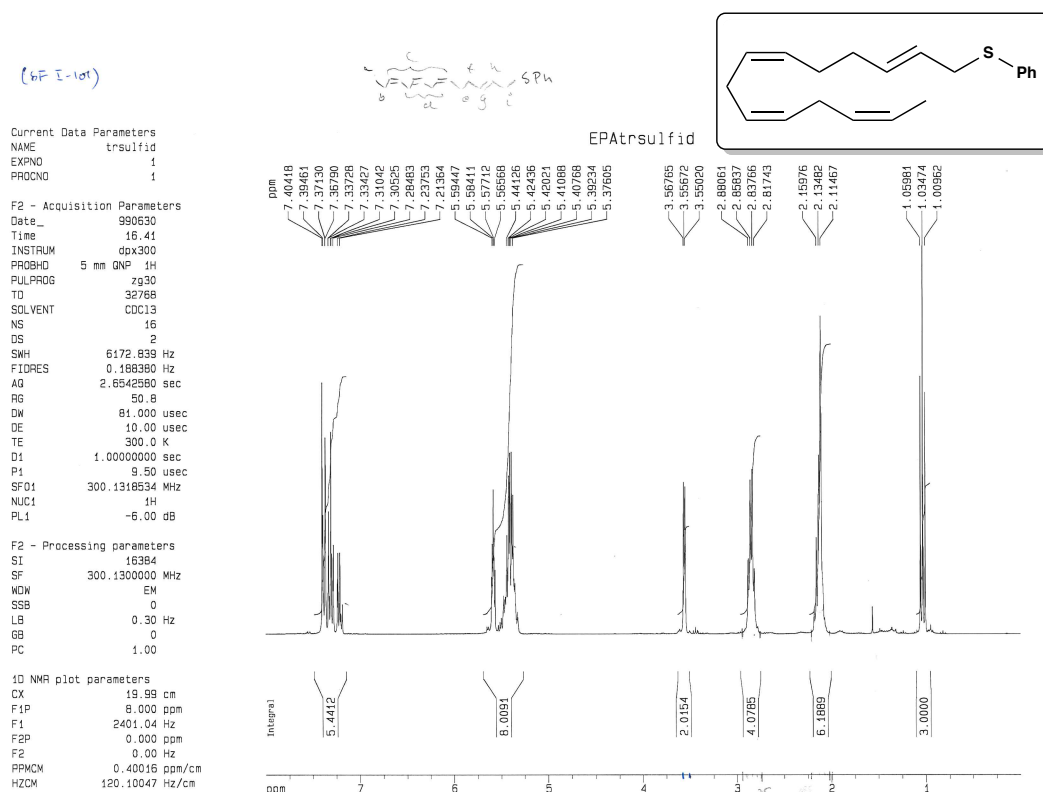 (BF I-101)
a
c
f
h
SPh
b
d
e
g
i
S
Ph
EPAtrsulfid
Current Data Parameters
NAME trsulfid
EXPNO 1
PROCNO 1
F2 - Acquisition Parameters
Date_ 990630
Time 16.41
INSTRUM dpx300
PROBHD 5 mm QNP 1H
PULPROG zg30
TD 32768
SOLVENT CDCl3
NS 16
DS 2
SWH 6172.839 Hz
FIDRES 0.188380 Hz
AQ 2.6542580 sec
RG 50.8
DW 81.000 usec
DE 10.00 usec
TE 300.0 K
D1 1.00000000 sec
P1 9.50 usec
SFO1 300.1318534 MHz
NUC1 1H
PL1 -6.00 dB
F2 - Processing parameters
SI 16384
SF 300.1300000 MHz
WDW EM
SSB 0
LB 0.30 Hz
GB 0
PC 1.00
1D NMR plot parameters
CX 19.99 cm
F1P 8.000 ppm
F1 2401.04 Hz
F2P 0.000 ppm
F2 0.00 Hz
PPMCM 0.40016 ppm/cm
HZCM 120.10047 Hz/cm
ppm
7.40418
7.39461
7.37130
7.36790
7.33728
7.33427
7.31042
7.30525
7.28483
7.23753
7.21364
5.59447
5.58411
5.57712
5.56568
5.44126
5.42436
5.42021
5.41088
5.40768
5.39234
5.37605
3.56765
3.55672
3.55020
2.88061
2.85837
2.83766
2.81743
2.15976
2.13482
2.11467
1.05981
1.03474
1.00962
Integral
5.4412
8.0091
2.0154
4.0785
6.1889
3.0000
ppm 7 6 5 4 3 2 1